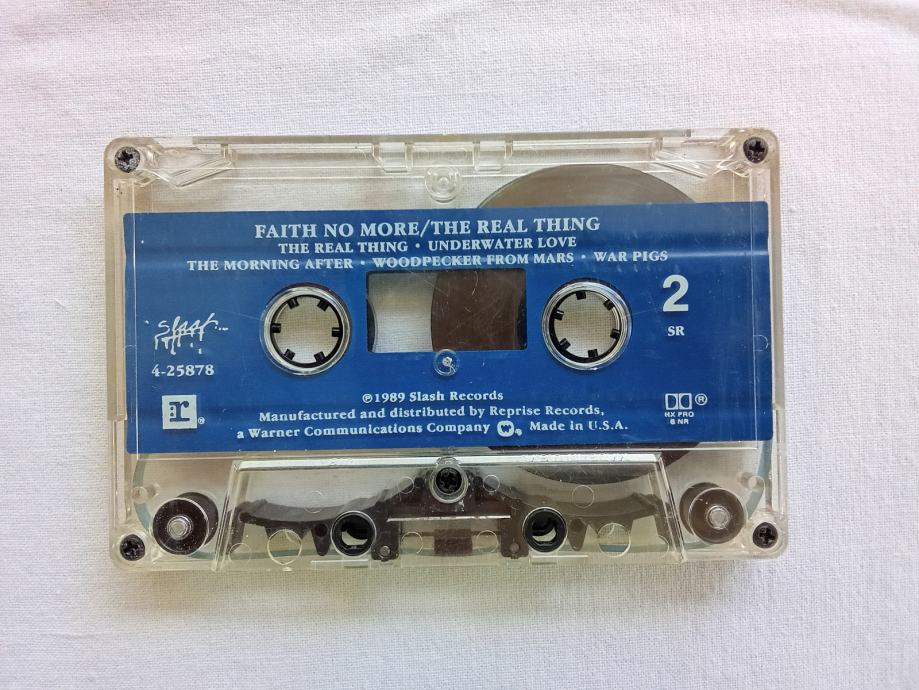 FAITH NO MORE/THE REAL THING
THE REAL THING • UNDERWATER LOVE
THE MORNING AFTER • WOODPECKER FROM MARS • WAR PIGS
2
SR
Slash
4-25878
r®
℗1989 Slash Records
Manufactured and distributed by Reprise Records,
a Warner Communications Company W® Made in U.S.A.
®
HX PRO
B NR